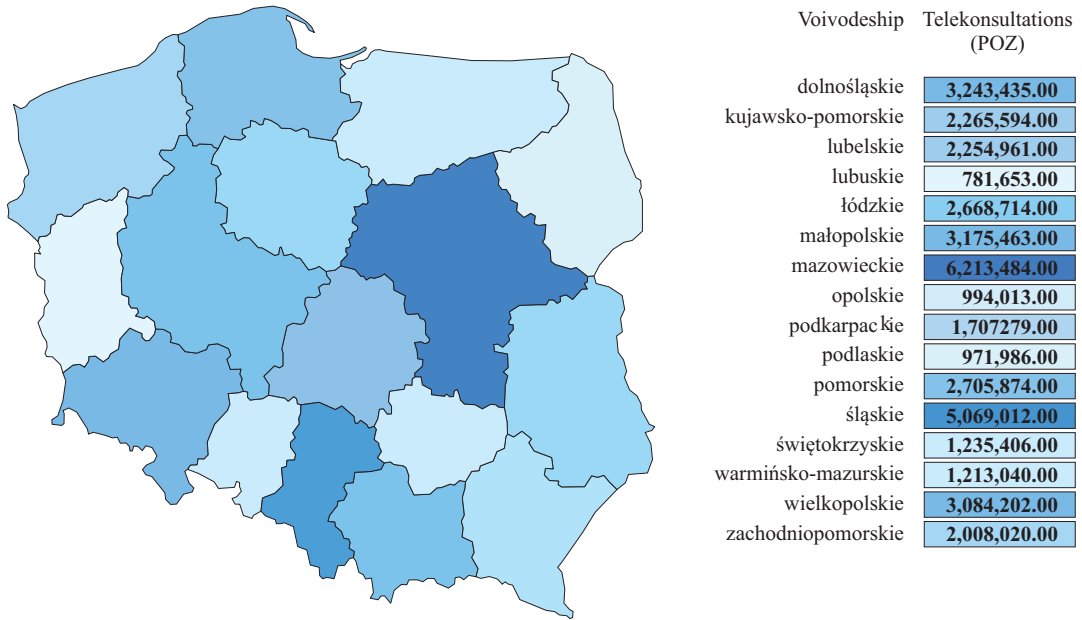 Voivodeship Telekonsultations
(POZ)
dolnośląskie 3,243,435.00
kujawsko-pomorskie 2,265,594.00
lubelskie 2,254,961.00
lubuskie 781,653.00
łódzkie 2,668,714.00
małopolskie 3,175,463.00
mazowieckie 6,213,484.00
opolskie 994,013.00
podkarpackie 1,707279.00
podlaskie 971,986.00
pomorskie 2,705,874.00
śląskie 5,069,012.00
świętokrzyskie 1,235,406.00
warmińsko-mazurskie 1,213,040.00
wielkopolskie 3,084,202.00
zachodniopomorskie 2,008,020.00